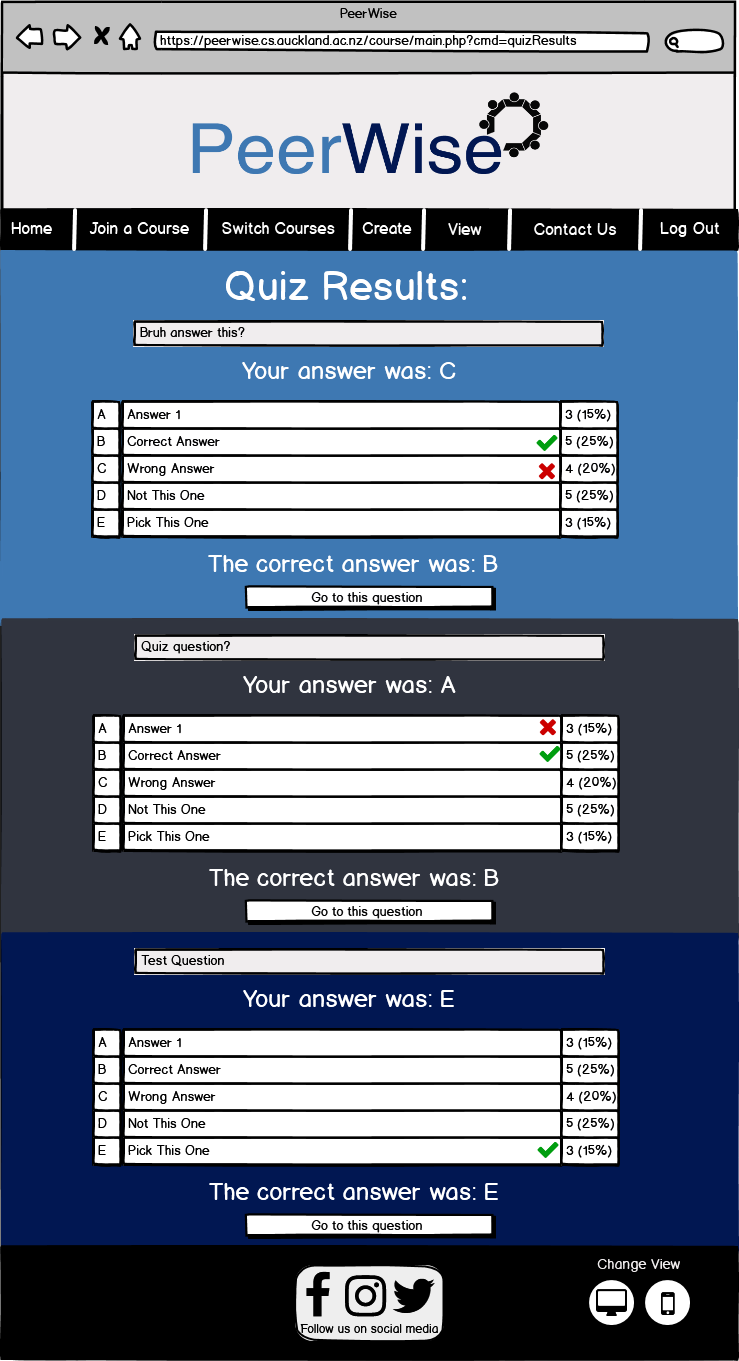 PeerWise
https://peerwise.cs.auckland.ac.nz/course/main.php?cmd=quizResults
PeerWise
Home Join a Course Switch Courses Create View Contact Us Log Out
Quiz Results:
Bruh answer this?
Your answer was: C
A Answer 1 3 (15%)
B Correct Answer 5 (25%)
C Wrong Answer 4 (20%)
D Not This One 5 (25%)
E Pick This One 3 (15%)
The correct answer was: B
Go to this question
Quiz question?
Your answer was: A
A Answer 1 3 (15%)
B Correct Answer 5 (25%)
C Wrong Answer 4 (20%)
D Not This One 5 (25%)
E Pick This One 3 (15%)
The correct answer was: B
Go to this question
Test Question
Your answer was: E
A Answer 1 3 (15%)
B Correct Answer 5 (25%)
C Wrong Answer 4 (20%)
D Not This One 5 (25%)
E Pick This One 3 (15%)
The correct answer was: E
Go to this question
Change View
Follow us on social media